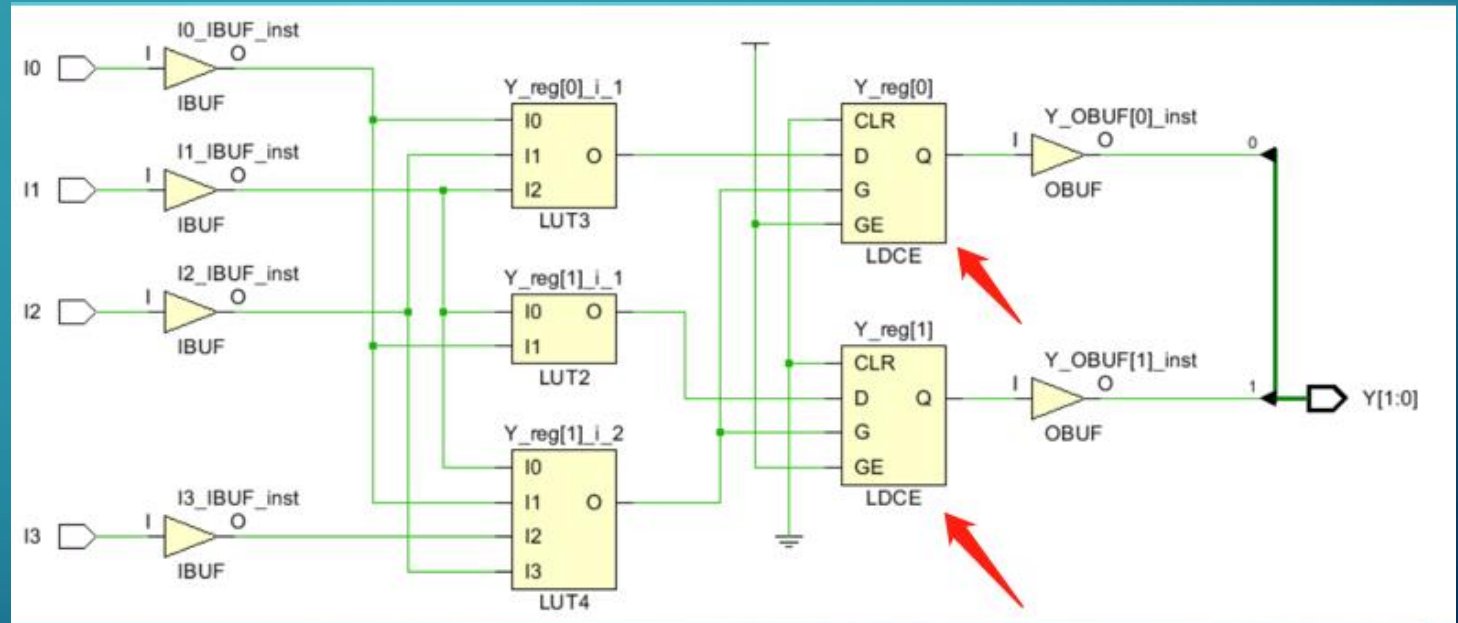 I0_IBUF_inst
I0 I O
IBUF
I1_IBUF_inst
I1 I O
IBUF
I2_IBUF_inst
I2 I O
IBUF
I3_IBUF_inst
I3 I O
IBUF
Y_reg[0]_i_1
I0
I1 O
I2
LUT3
Y_reg[1]_i_1
I0 O
I1
LUT2
Y_reg[1]_i_2
I0
I1 O
I2
I3
LUT4
Y_reg[0]
CLR
D Q
G
GE
LDCE
Y_reg[1]
CLR
D Q
G
GE
LDCE
Y_OBUF[0]_inst
I O
OBUF
0
Y_OBUF[1]_inst
I O
OBUF
1
Y[1:0]